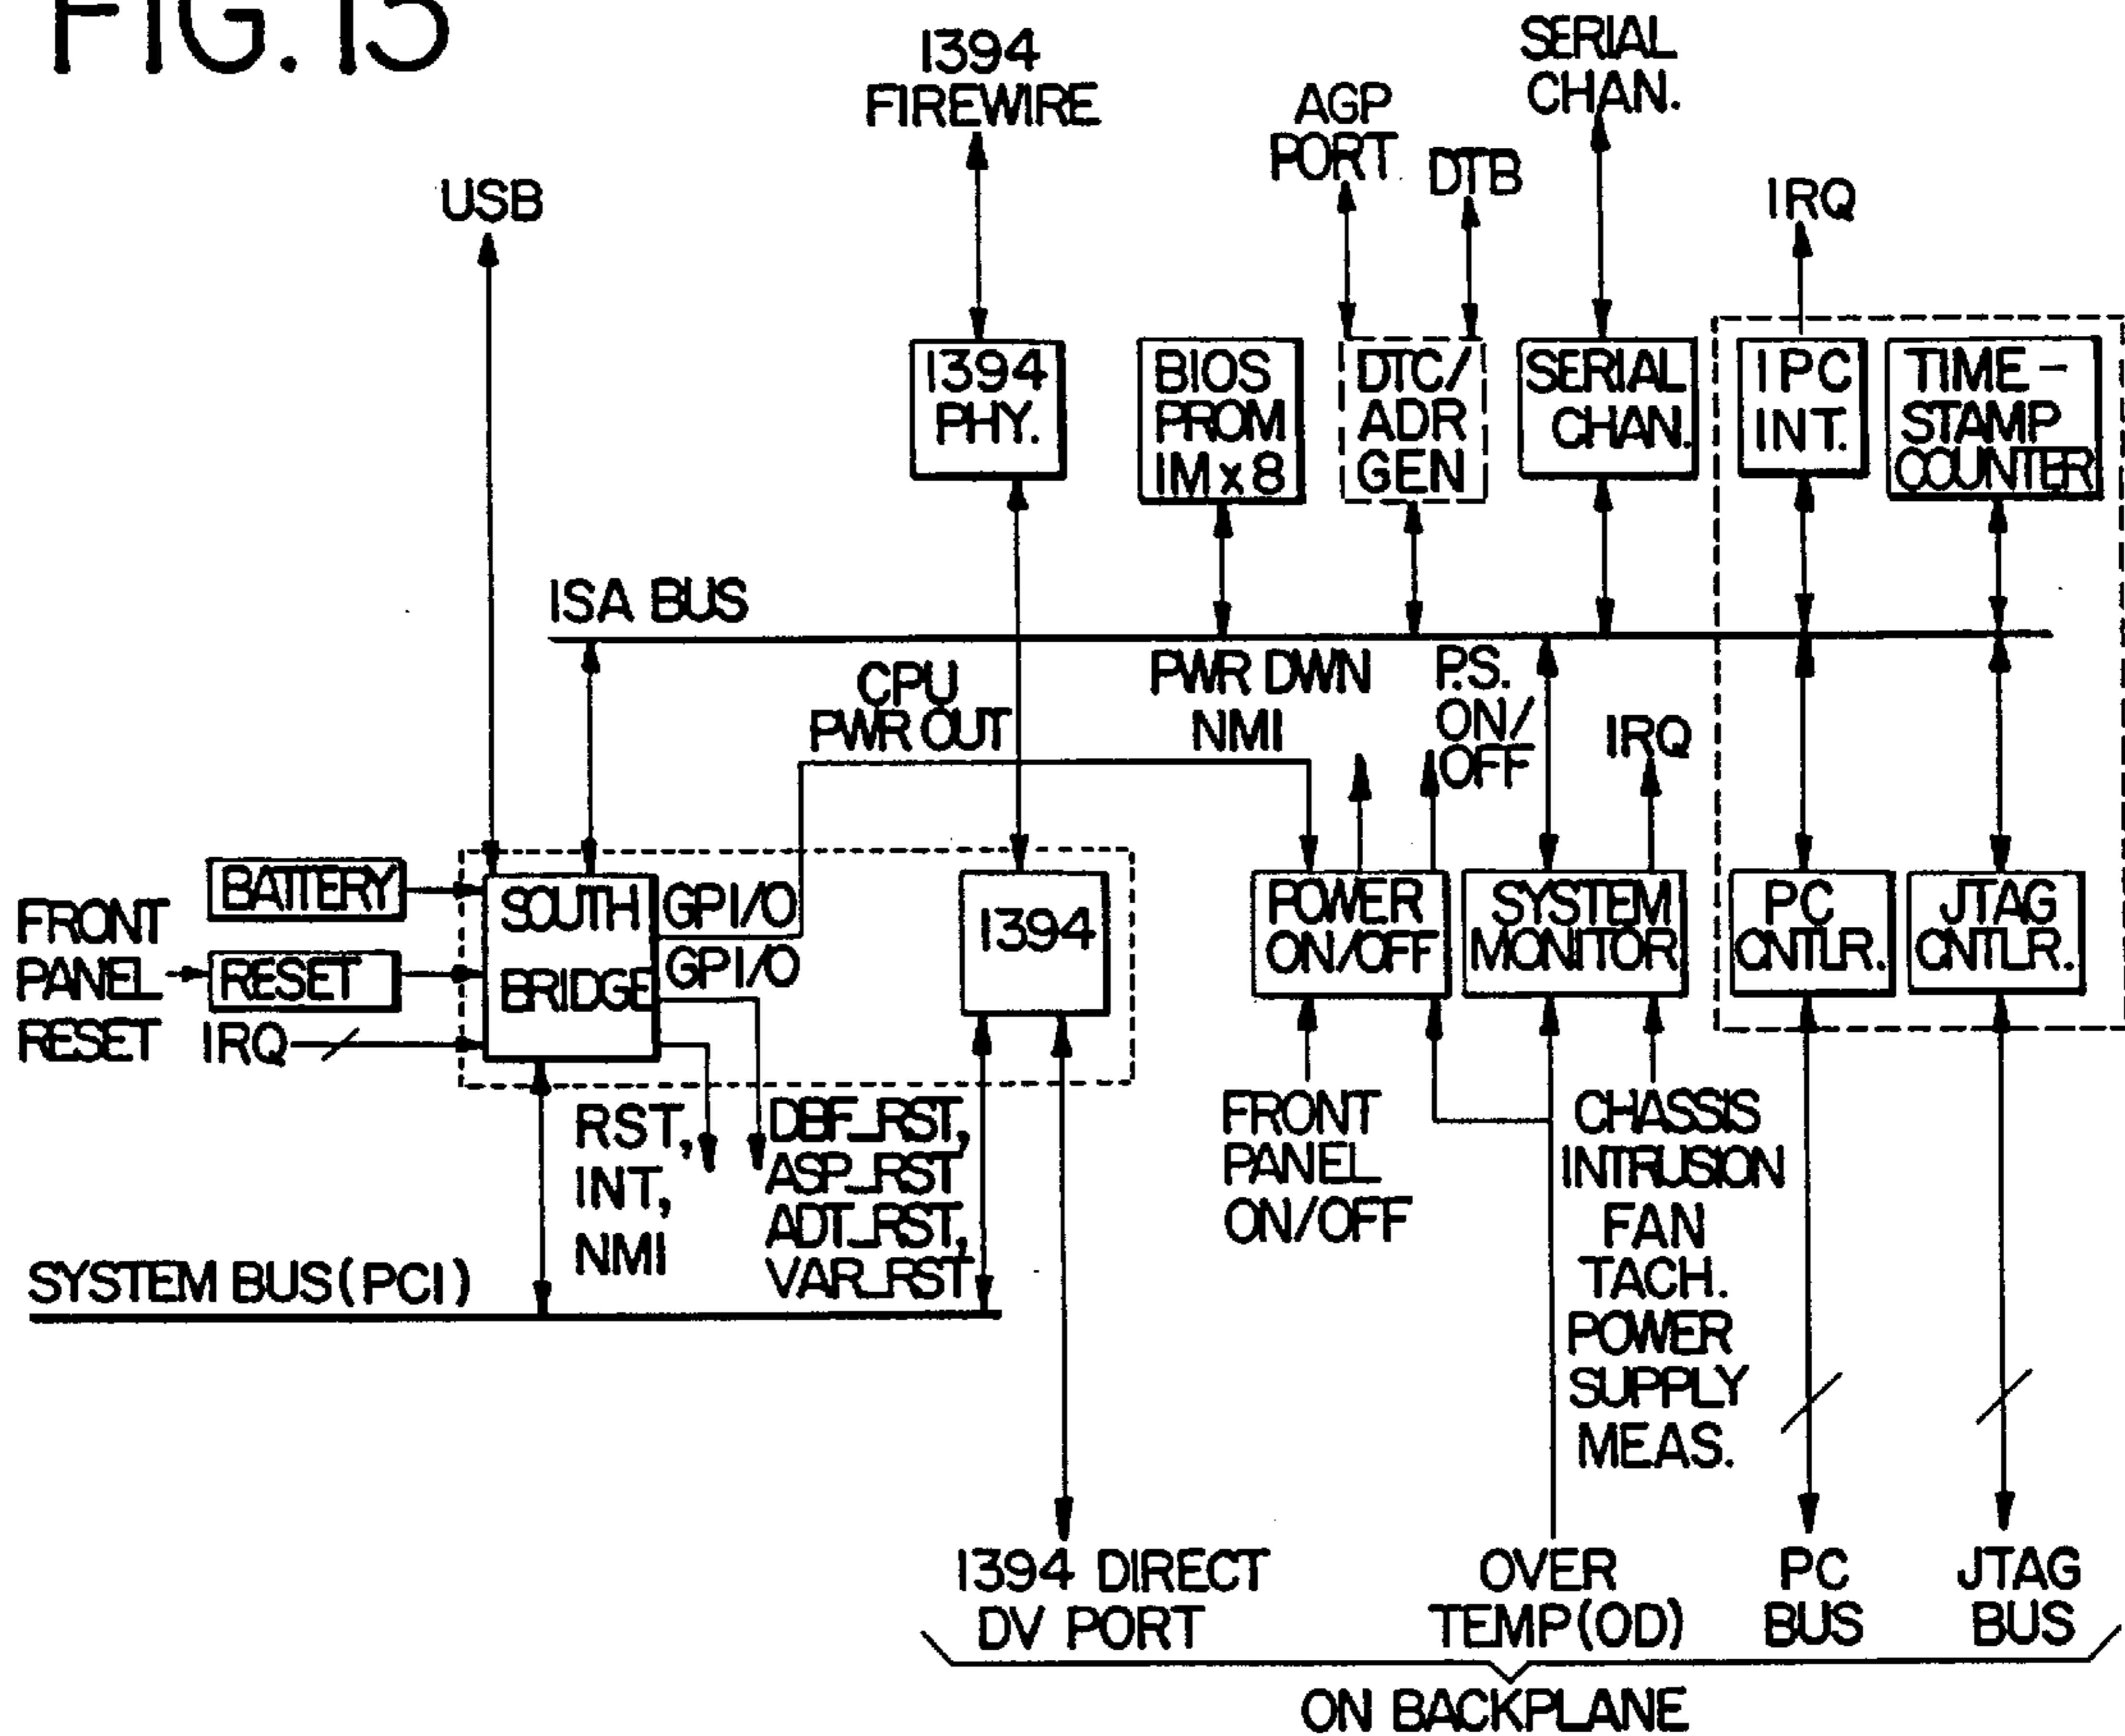 FIG. 15
1394
FIREWIRE
SERIAL
CHAN.
AGP
PORT
DTB
USB
IRQ
1394
PHY.
BIOS
PROM
1M x 8
DTC/
ADR
GEN
SERIAL
CHAN.
IPC
INT.
TIME-
STAMP
COUNTER
ISA BUS
CPU
PWR OUT
PWR DWN
NMI
P.S.
ON/
OFF
IRQ
BATTERY
FRONT
PANEL
RESET
RESET
IRQ
SOUTH
BRIDGE
GPI/O
GPI/O
1394
POWER
ON/OFF
SYSTEM
MONITOR
PC
CNTLR.
JTAG
CNTLR.
RST,
INT,
NMI
DBF_RST,
ASP_RST
ADT_RST,
VAR_RST
FRONT
PANEL
ON/OFF
CHASSIS
INTRUSION
FAN
TACH.
POWER
SUPPLY
MEAS.
SYSTEM BUS (PCI)
1394 DIRECT
DV PORT
OVER
TEMP (OD)
PC
BUS
JTAG
BUS
ON BACKPLANE